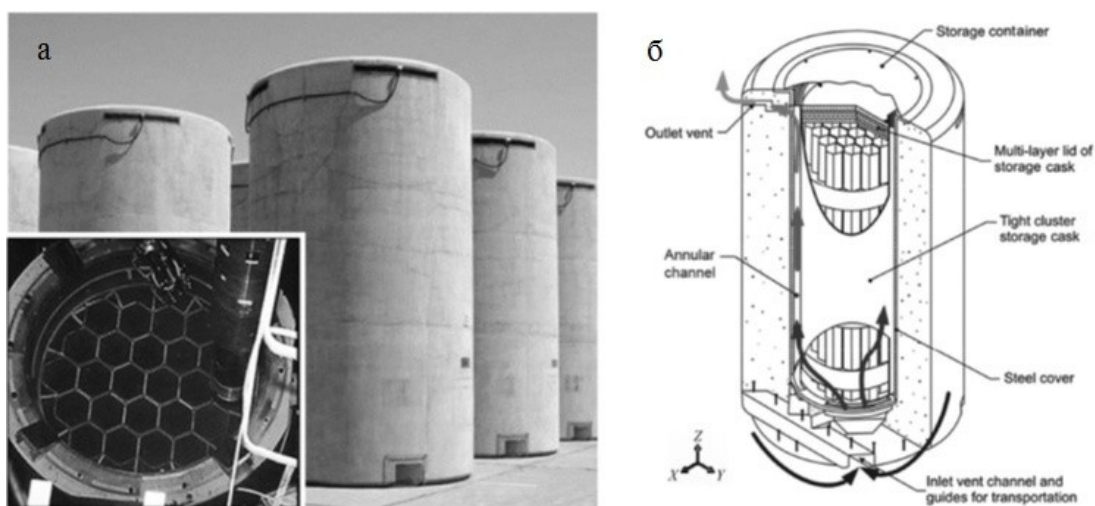 а
б
Storage container
Outlet vent
Multi-layer lid of
storage cask
Tight cluster
storage cask
Annular
channel
Steel cover
Z
X
Y
Inlet vent channel and
guides for transportation